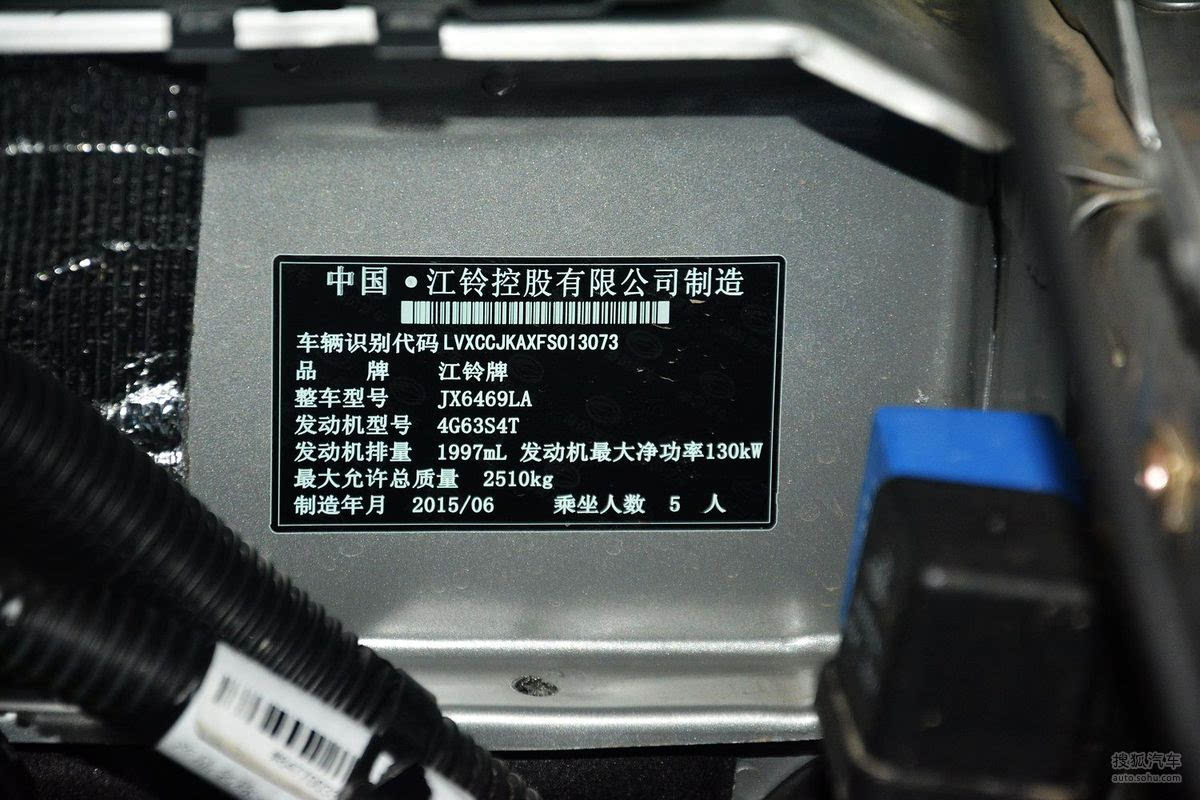 中国·江铃控股有限公司制造
车辆识别代码 LVXCCJKAXFS013073
品 牌 江铃牌
整车型号 JX6469LA
发动机型号 4G63S4T
发动机排量 1997mL 发动机最大净功率130kW
最大允许总质量 2510kg
制造年月 2015/06 乘坐人数 5 人
搜狐汽车
auto.sohu.com